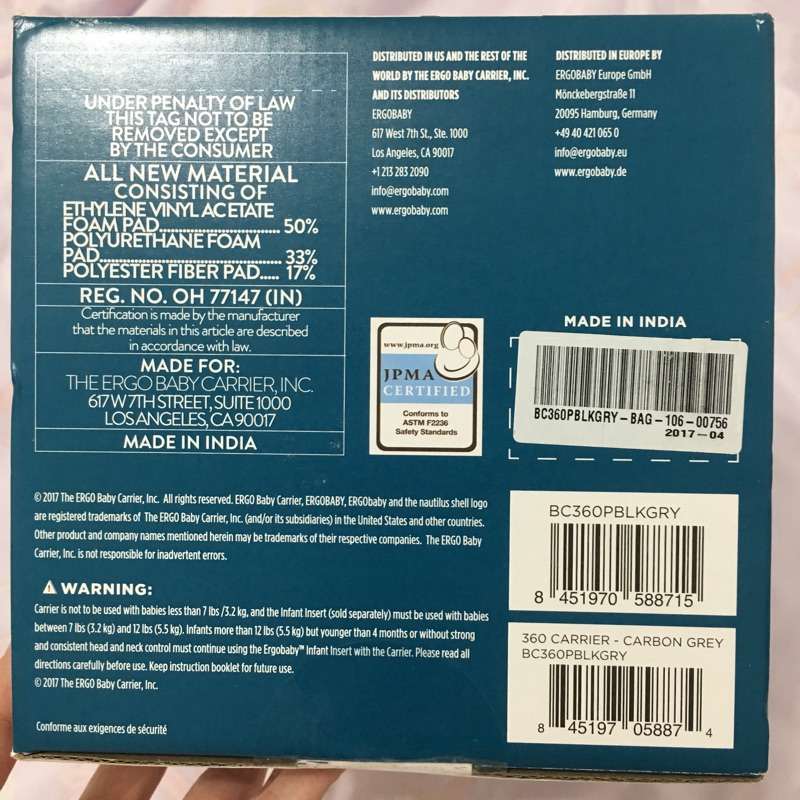 UNDER PENALTY OF LAW
THIS TAG NOT TO BE
REMOVED EXCEPT
BY THE CONSUMER
ALL NEW MATERIAL
CONSISTING OF
ETHYLENE VINYL ACETATE
FOAM PAD........................... 50%
POLYURETHANE FOAM
PAD........................................ 33%
POLYESTER FIBER PAD..... 17%
REG. NO. OH 77147 (IN)
Certification is made by the manufacturer
that the materials in this article are described
in accordance with law.
MADE FOR:
THE ERGO BABY CARRIER, INC.
617 W 7TH STREET, SUITE 1000
LOS ANGELES, CA 90017
MADE IN INDIA
DISTRIBUTED IN US AND THE REST OF THE
WORLD BY THE ERGO BABY CARRIER, INC.
AND ITS DISTRIBUTORS
ERGOBABY
617 West 7th St., Ste. 1000
Los Angeles, CA 90017
+1 213 283 2090
info@ergobaby.com
www.ergobaby.com
DISTRIBUTED IN EUROPE BY
ERGOBABY Europe GmbH
Mönckebergstraße 11
20095 Hamburg, Germany
+49 40 421 065 0
info@ergobaby.eu
www.ergobaby.de
www.jpma.org
JPMA
CERTIFIED
Conforms to
ASTM F2236
Safety Standards
MADE IN INDIA
BC360PBLKGRY-BAG-106-00756
2017-04
© 2017 The ERGO Baby Carrier, Inc. All rights reserved. ERGO Baby Carrier, ERGOBABY, ERGObaby and the nautilus shell logo
are registered trademarks of The ERGO Baby Carrier, Inc. (and/or its subsidiaries) in the United States and other countries.
Other product and company names mentioned herein may be trademarks of their respective companies. The ERGO Baby
Carrier, Inc. is not responsible for inadvertent errors.
WARNING:
Carrier is not to be used with babies less than 7 lbs /3.2 kg, and the Infant Insert (sold separately) must be used with babies
between 7 lbs (3.2 kg) and 12 lbs (5.5 kg). Infants more than 12 lbs (5.5 kg) but younger than 4 months or without strong
and consistent head and neck control must continue using the Ergobaby™ Infant Insert with the Carrier. Please read all
directions carefully before use. Keep instruction booklet for future use.
© 2017 The ERGO Baby Carrier, Inc.
Conforme aux exigences de sécurité
BC360PBLKGRY
8 451970 588715
360 CARRIER - CARBON GREY
BC360PBLKGRY
8 45197 05887 4